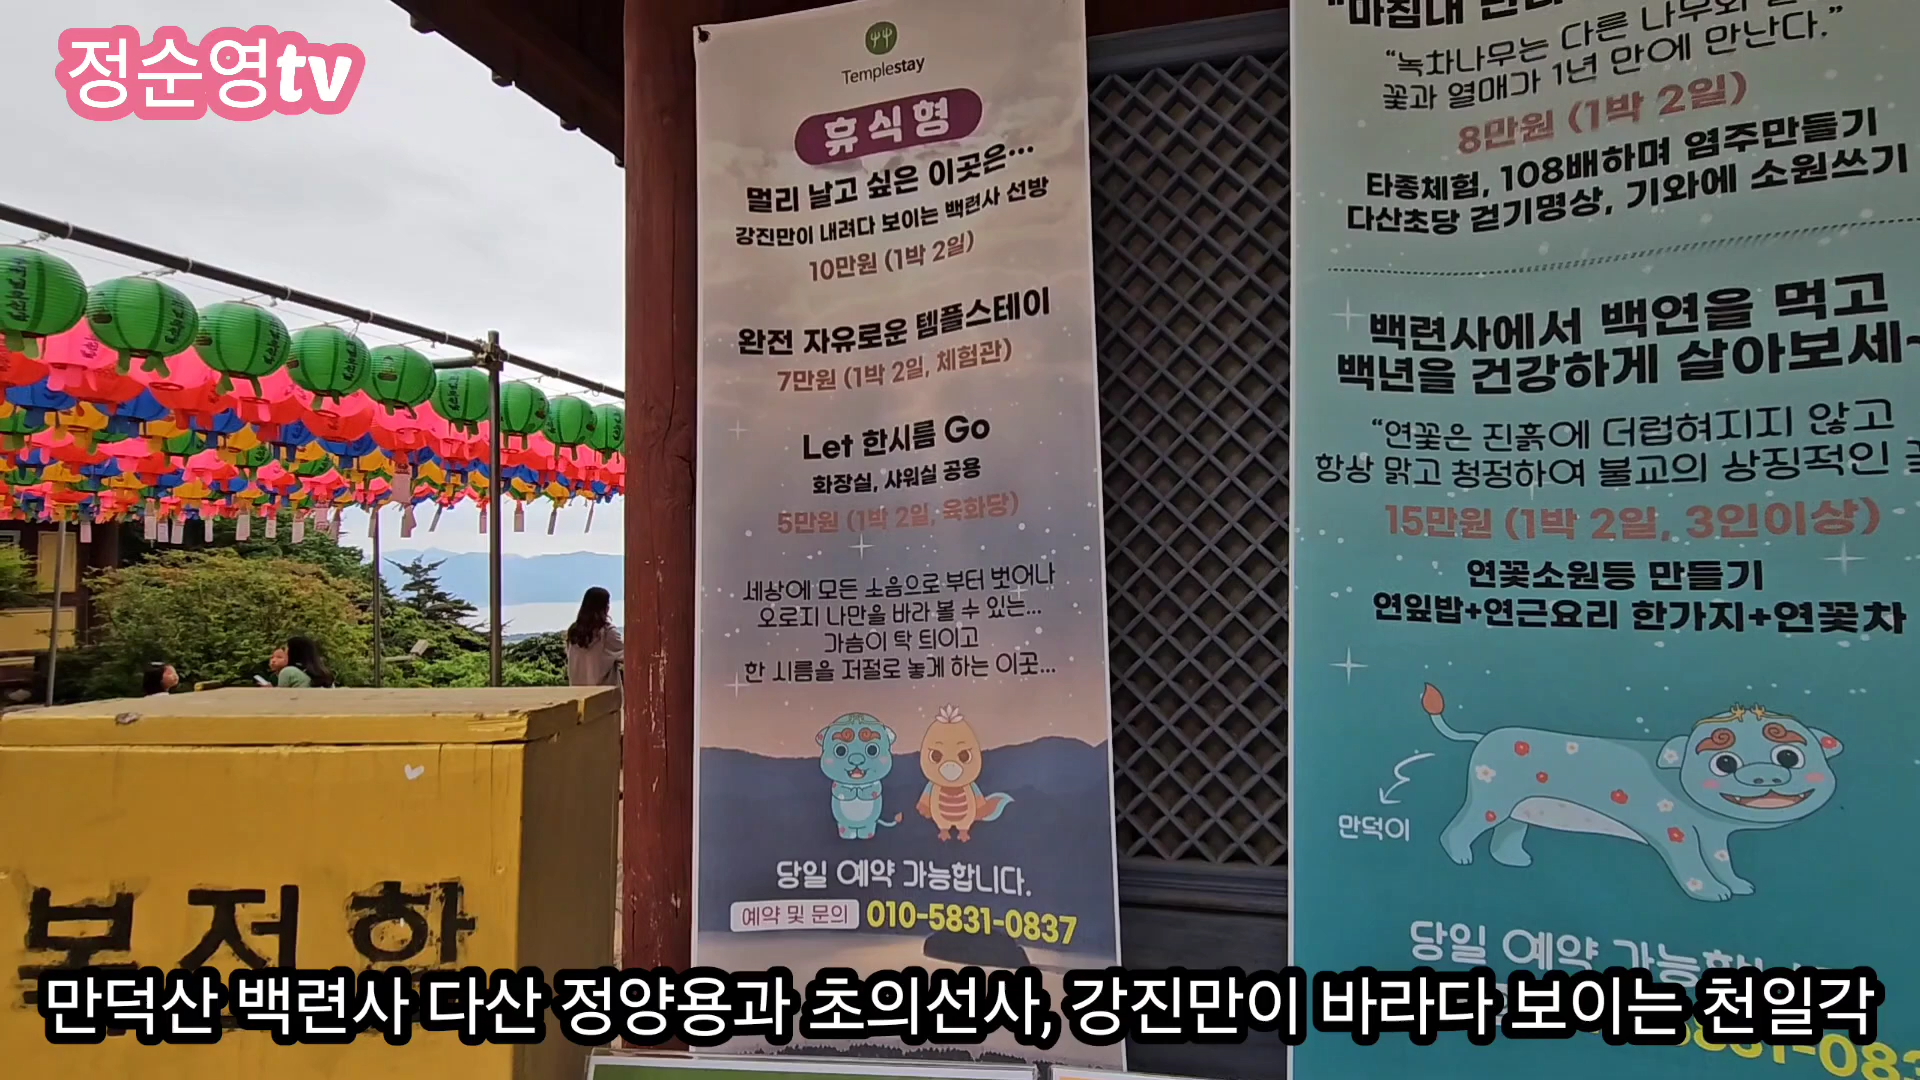 정순영tv
Templestay
휴식형
멀리 날고 싶은 이곳은…
강진만이 내려다 보이는 백련사 선방
10만원 (1박 2일)
완전 자유로운 템플스테이
7만원 (1박 2일, 체험관)
Let 한시름 Go
화장실, 샤워실 공용
5만원 (1박 2일, 육화당)
세상에 모든 소음으로 부터 벗어나
오로지 나만을 바라 볼 수 있는...
가슴이 탁 틔이고
한 시름을 저절로 놓게 하는 이곳...
당일 예약 가능합니다.
예약 및 문의 010-5831-0837
"마침내
"녹차나무는 다른 나무와
꽃과 열매가 1년 만에 만난다."
8만원 (1박 2일)
타종체험, 108배하며 염주만들기
다산초당 걷기명상, 기와에 소원쓰기
백련사에서 백연을 먹고
백년을 건강하게 살아보세~
"연꽃은 진흙에 더럽혀지지 않고
항상 맑고 청정하여 불교의 상징적인
15만원 (1박 2일, 3인이상)
연꽃소원등 만들기
연잎밥+연근요리 한가지+연꽃차
만덕이
당일 예약 가능합니다
복전함
만덕산 백련사 다산 정양용과 초의선사, 강진만이 바라다 보이는 천일각